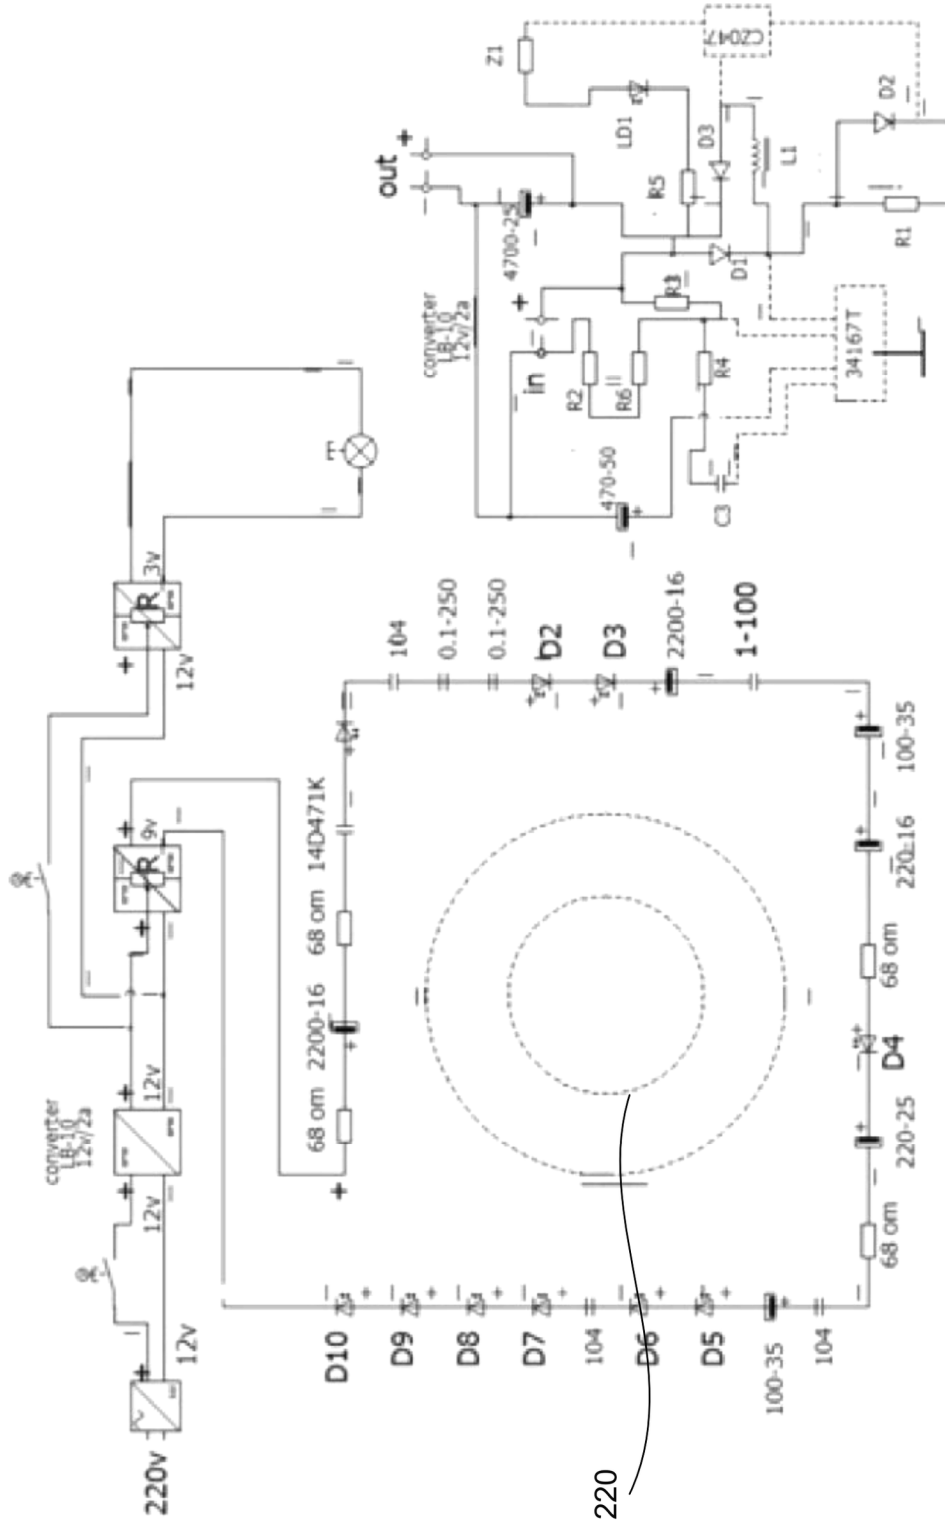 220v
12v
12v
converter
LB-10
12v/2a
12v
R
9v
12v
R
3v
E
68 om
2200-16
68 om
14D471K
104
0.1-250
0.1-250
D2
D3
2200-16
1-100
100-35
220-16
68 om
D4
220-25
68 om
104
100-35
D5
D6
104
D7
D8
D9
D10
220
converter
LB-10
12v/2a
out
in
4700-25
470-50
R2
R6
R4
C3
R5
LD1
Z1
D3
L1
D1
D2
R1
34167T